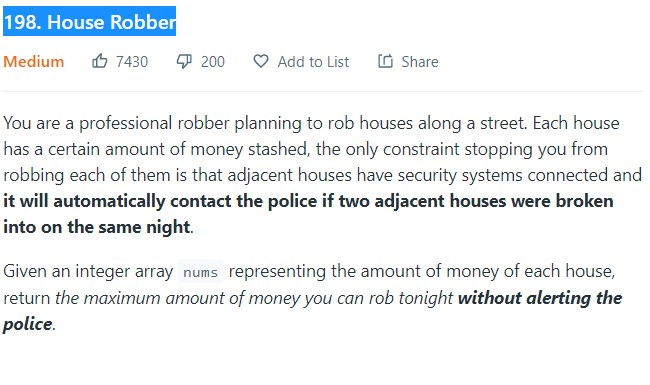 198. House Robber
Medium 7430 200 Add to List Share
You are a professional robber planning to rob houses along a street. Each house
has a certain amount of money stashed, the only constraint stopping you from
robbing each of them is that adjacent houses have security systems connected and
it will automatically contact the police if two adjacent houses were broken
into on the same night.
Given an integer array nums representing the amount of money of each house,
return the maximum amount of money you can rob tonight without alerting the
police.